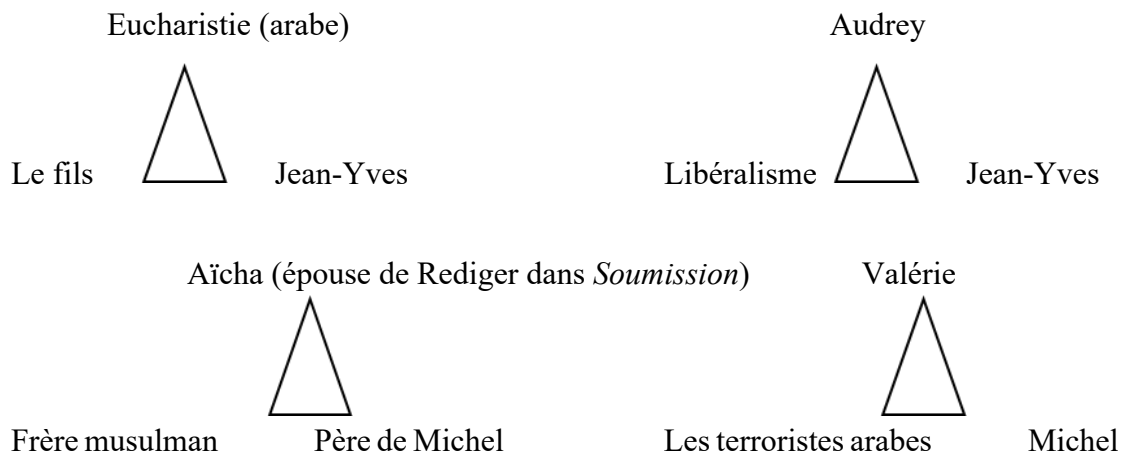 Eucharistie (arabe) Audrey
Le fils Jean-Yves Libéralisme Jean-Yves
Aïcha (épouse de Rediger dans Soumission) Valérie
Frère musulman Père de Michel Les terroristes arabes Michel